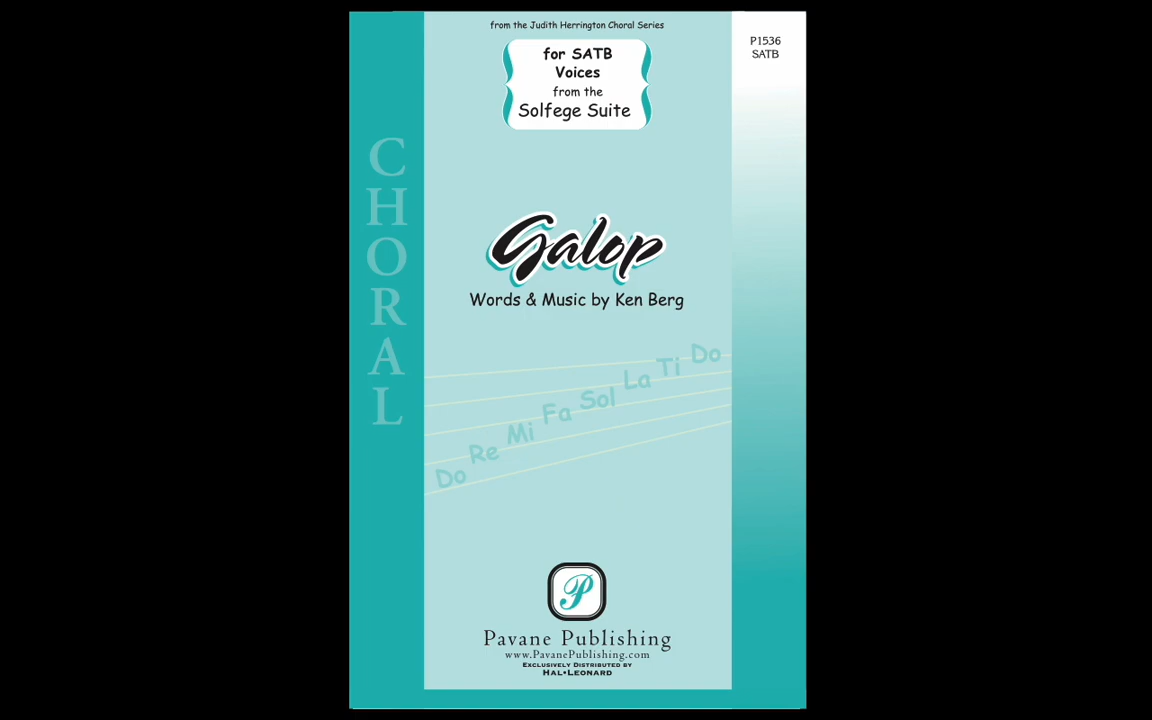 from the Judith Herrington Choral Series
P1536
SATB
for SATB
Voices
from the
Solfege Suite
CHORAL
Galop
Words & Music by Ken Berg
Do Re Mi Fa Sol La Ti Do
P
Pavane Publishing
www.PavanePublishing.com
Exclusively Distributed by
Hal•Leonard